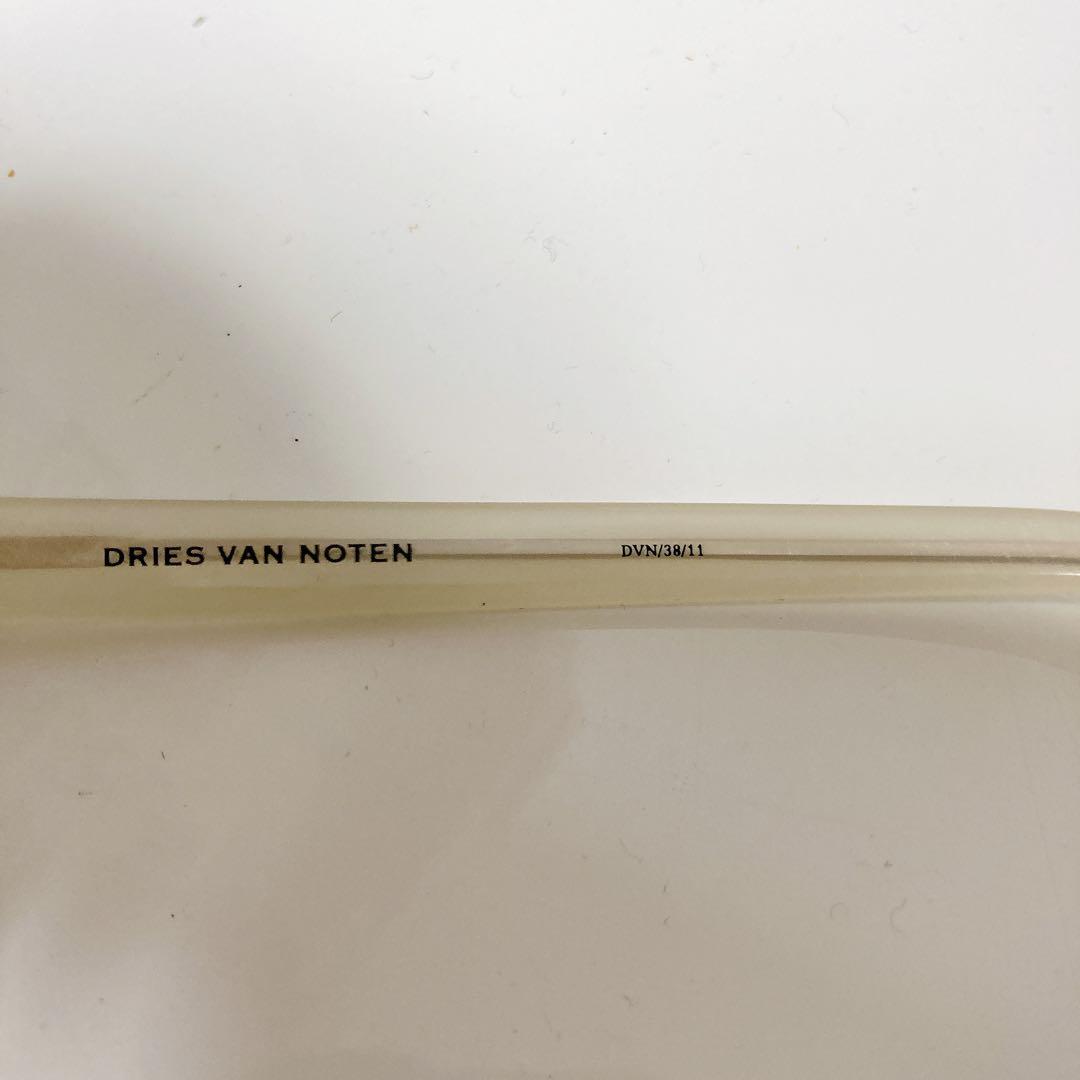 DRIES VAN NOTEN DVN/38/11